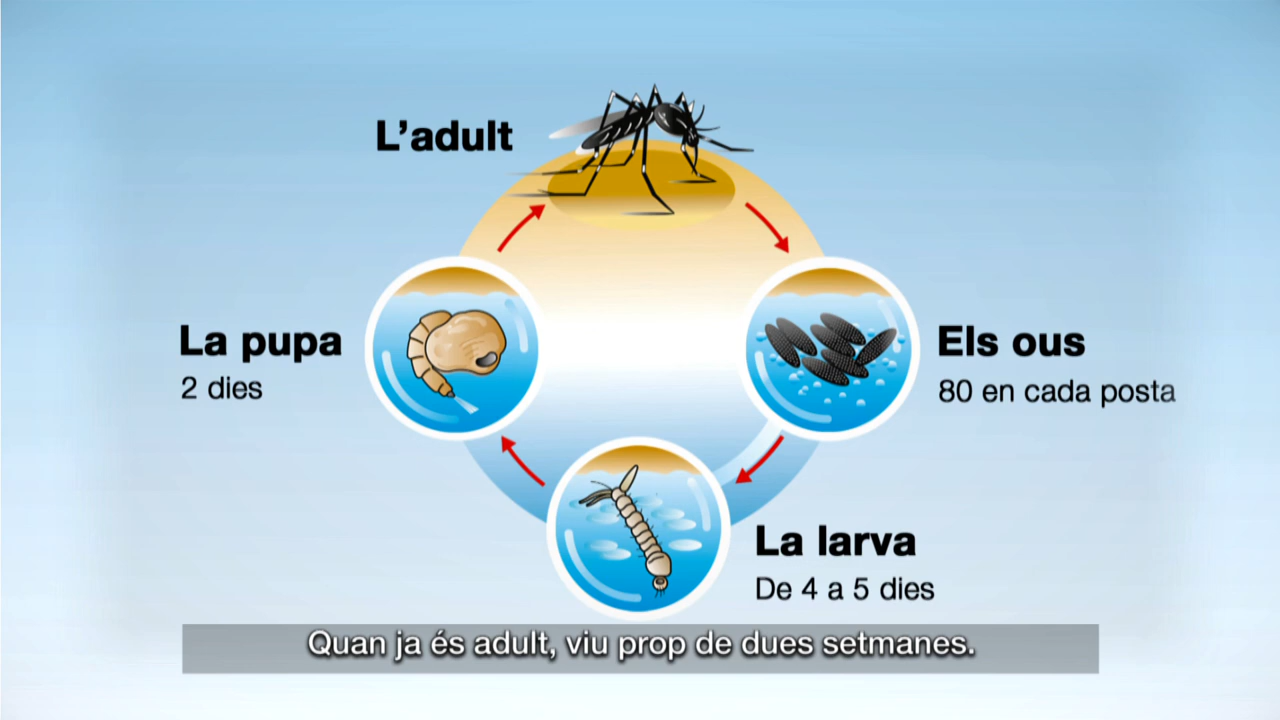 L’adult
La pupa
2 dies
Els ous
80 en cada posta
La larva
De 4 a 5 dies
Quan ja és adult, viu prop de dues setmanes.